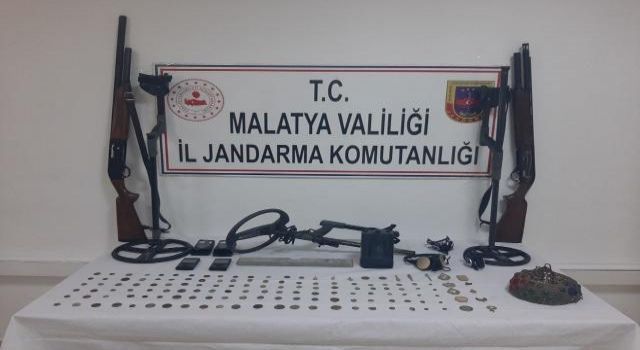 T.C.
MALATYA VALİLİĞİ
İL JANDARMA KOMUTANLIĞI